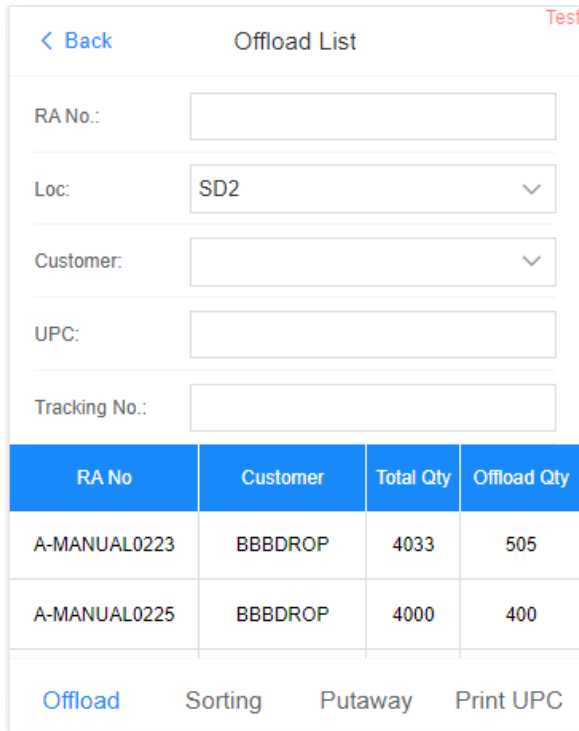 Test
Back Offload List
RA No.:
Loc: SD2
Customer:
UPC:
Tracking No.:
RA No Customer Total Qty Offload Qty
A-MANUAL0223 BBBDROP 4033 505
A-MANUAL0225 BBBDROP 4000 400
Offload Sorting Putaway Print UPC